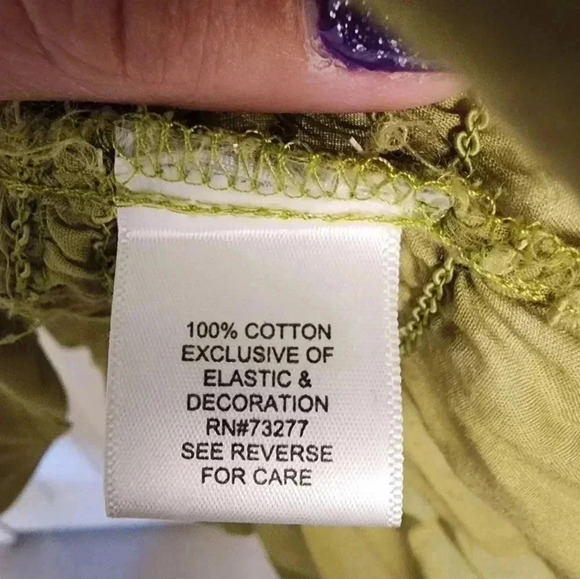 100% COTTON
EXCLUSIVE OF
ELASTIC &
DECORATION
RN#73277
SEE REVERSE
FOR CARE